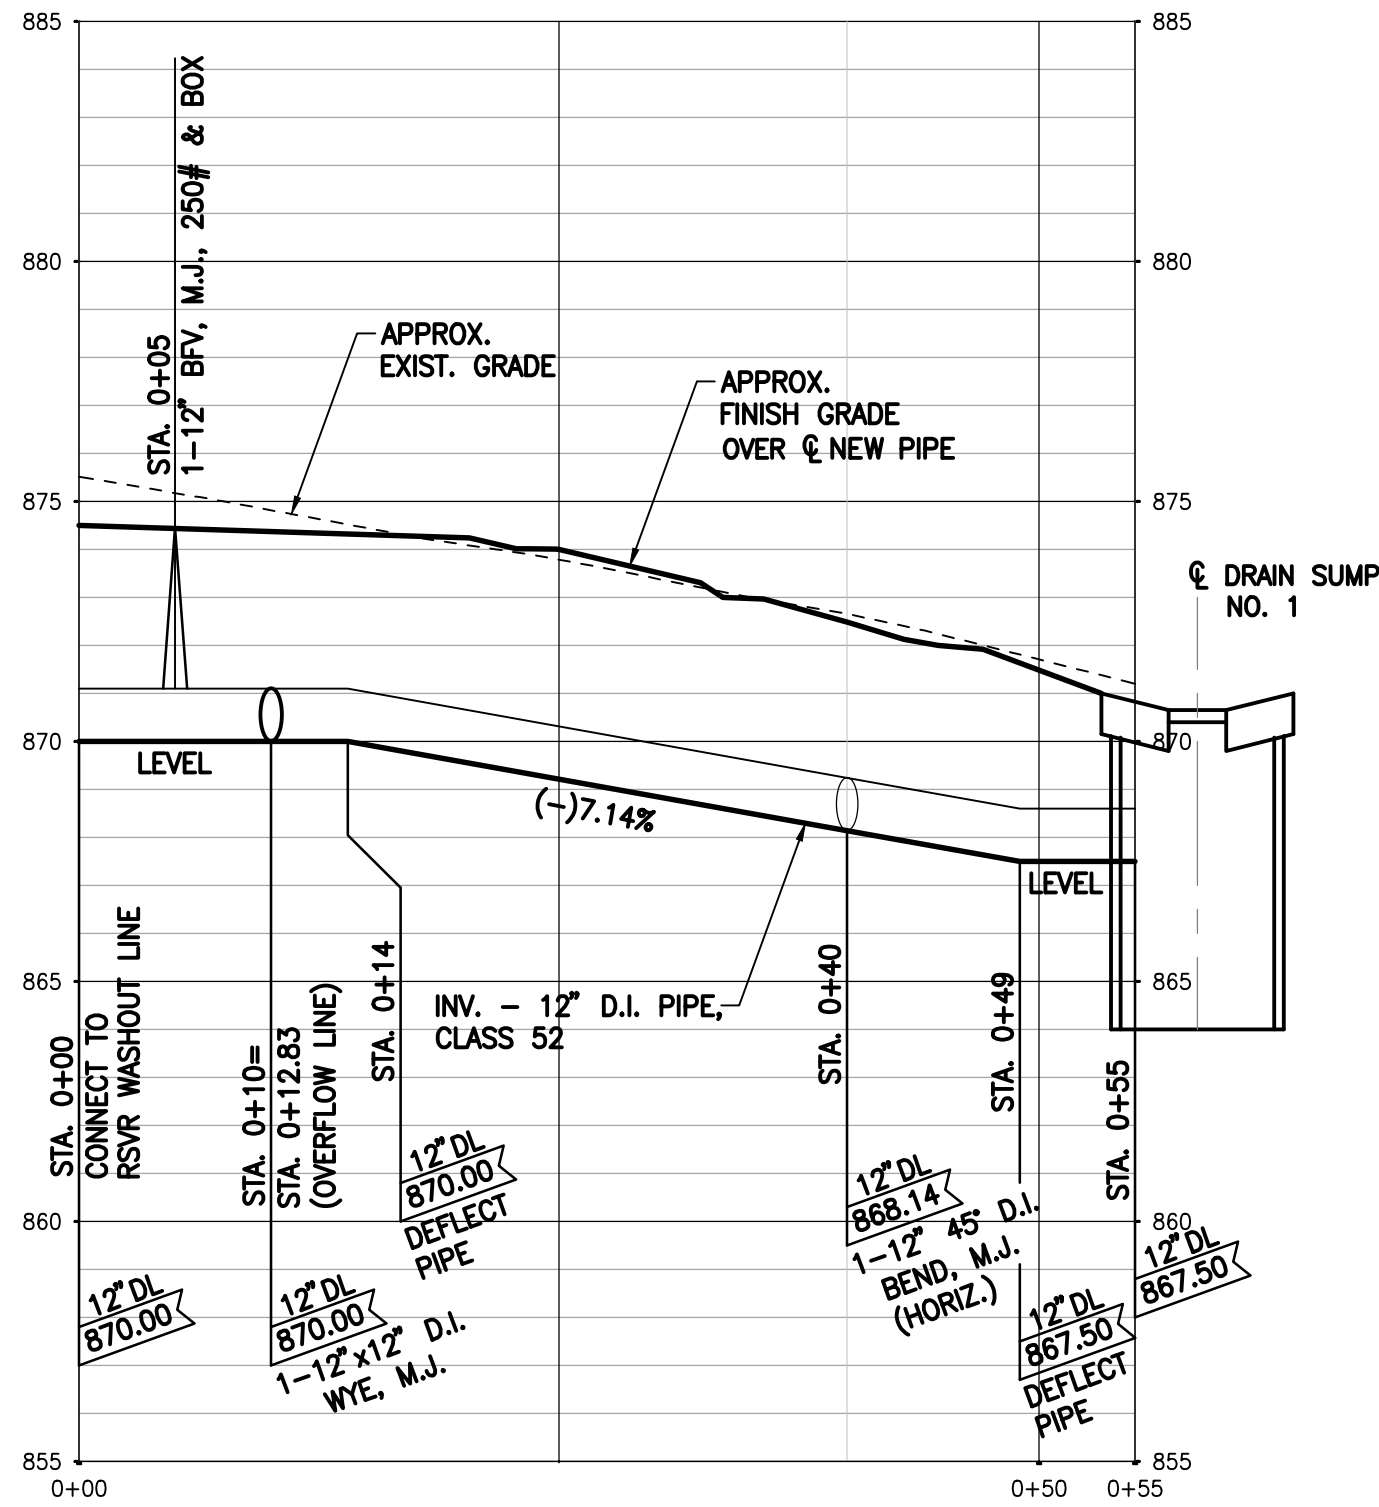 885
885
880
880
875
875
870
870
865
865
860
860
855
855
0+00
0+50
0+55
STA. 0+05
1-12" BFV, M.J., 250# & BOX
APPROX.
EXIST. GRADE
APPROX.
FINISH GRADE
OVER ℄ NEW PIPE
℄ DRAIN SUMP
NO. 1
LEVEL
(-)7.14%
LEVEL
INV. - 12" D.I. PIPE,
CLASS 52
STA. 0+00
CONNECT TO
RSVR WASHOUT LINE
12" DL
870.00
STA. 0+10=
STA. 0+12.83
(OVERFLOW LINE)
12" DL
870.00
1-12"x12" D.I.
WYE, M.J.
STA. 0+14
12" DL
870.00
DEFLECT
PIPE
STA. 0+40
12" DL
868.14
1-12" 45° D.I.
BEND, M.J.
(HORIZ.)
STA. 0+49
12" DL
867.50
DEFLECT
PIPE
STA. 0+55
12" DL
867.50